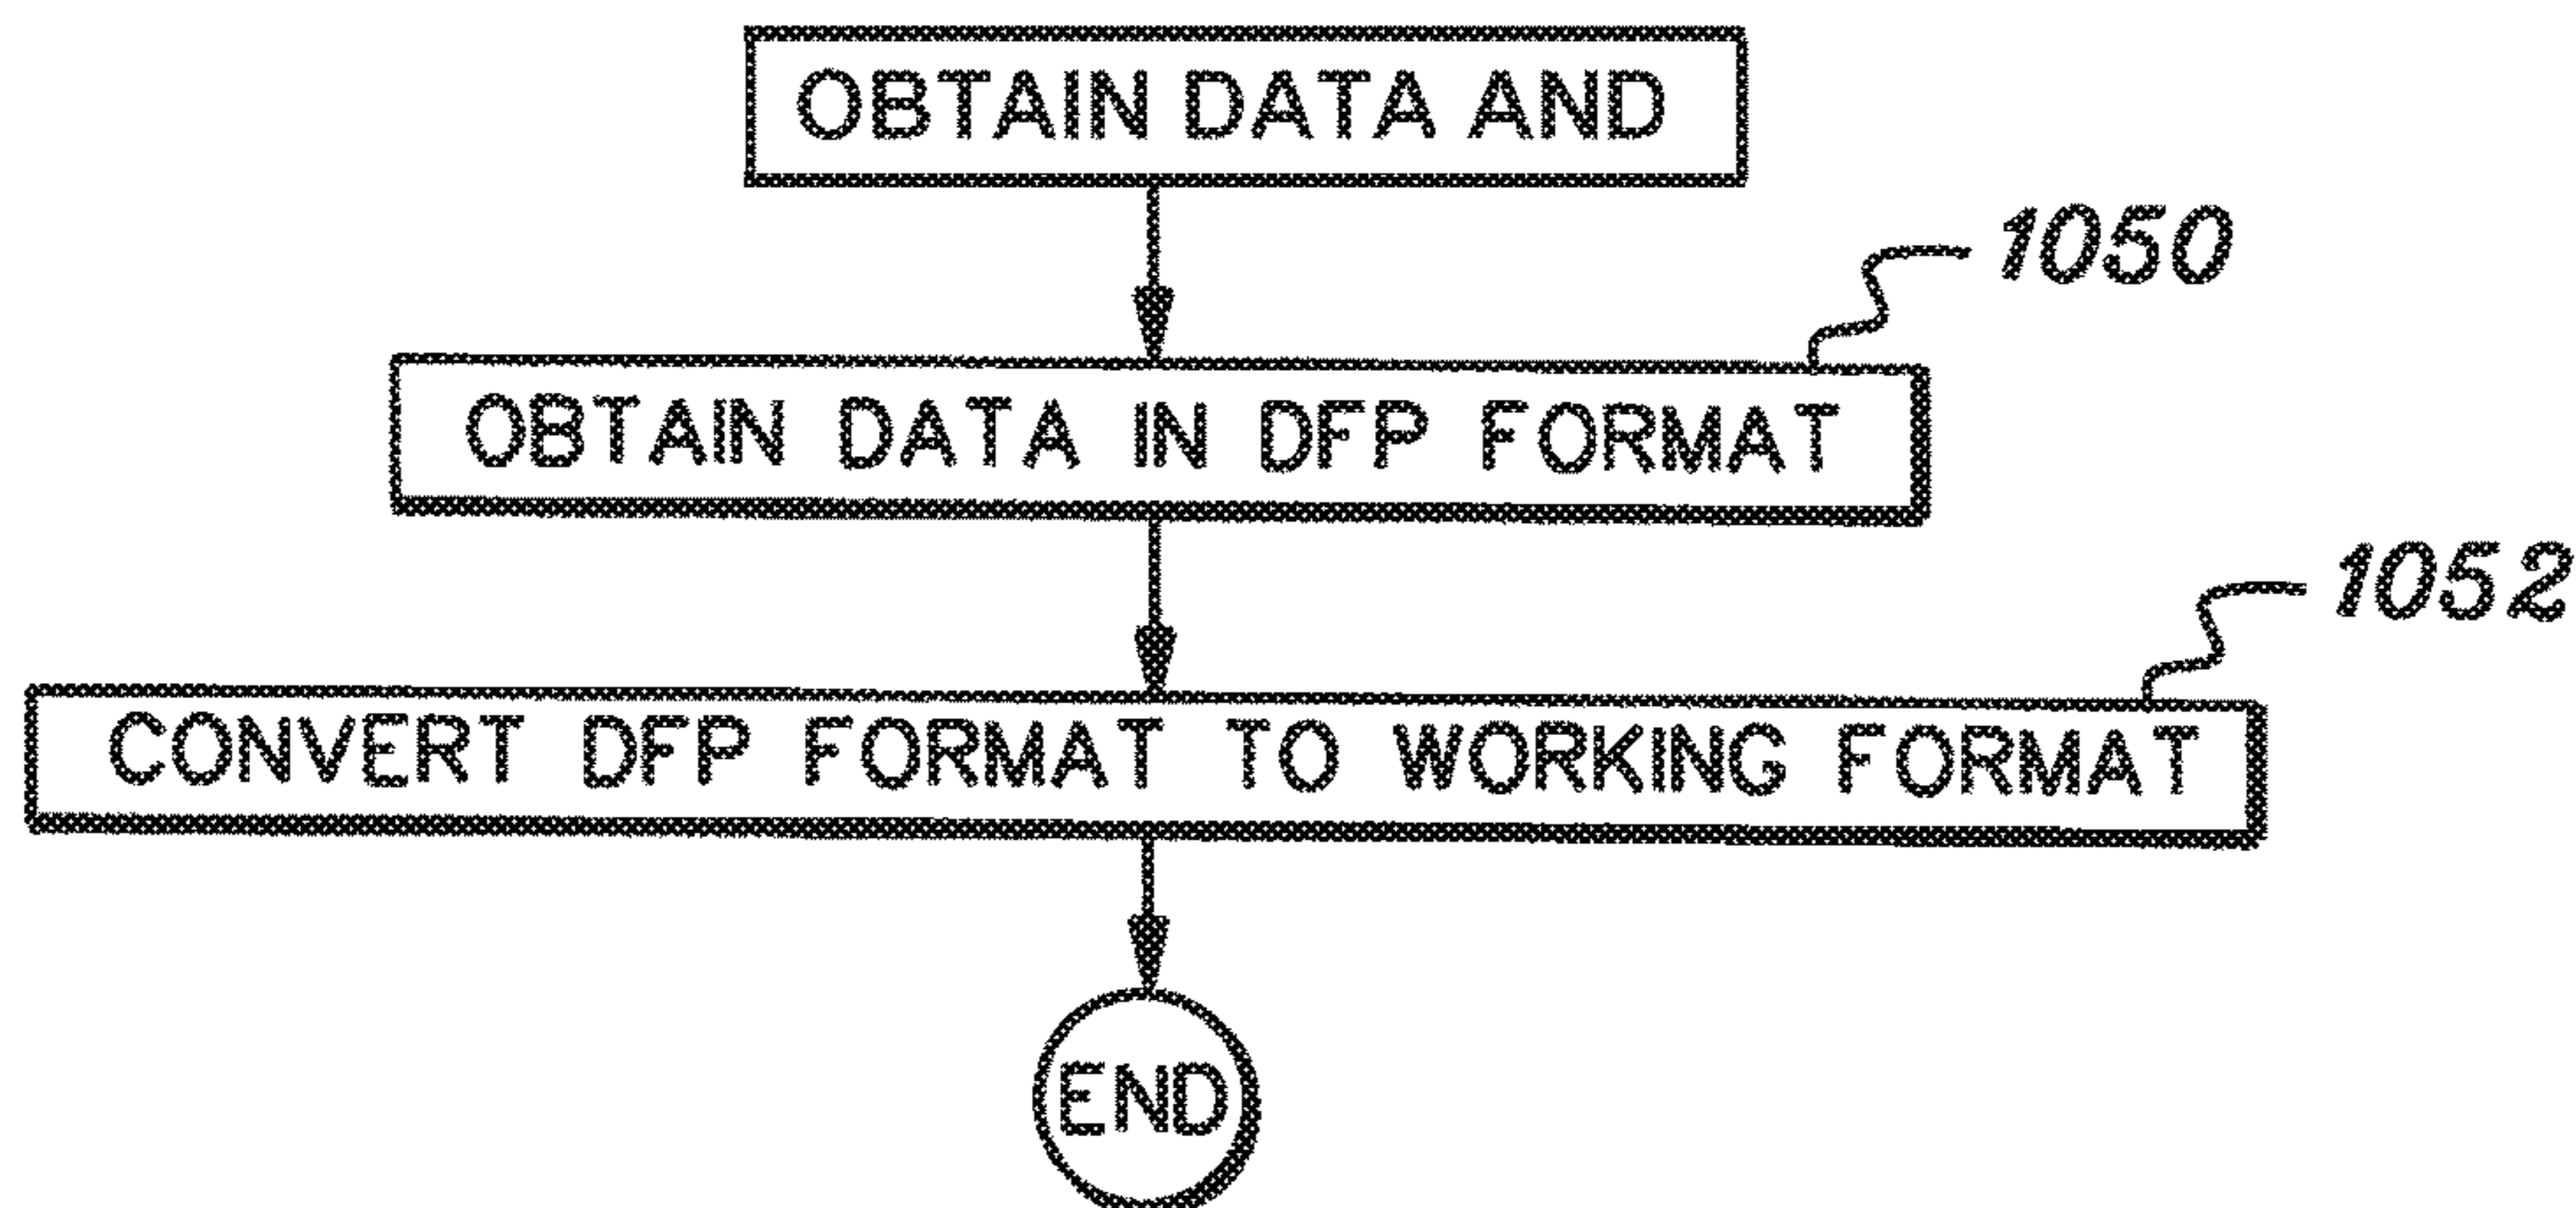 OBTAIN DATA AND
1050
OBTAIN DATA IN DFP FORMAT
1052
CONVERT DFP FORMAT TO WORKING FORMAT
END